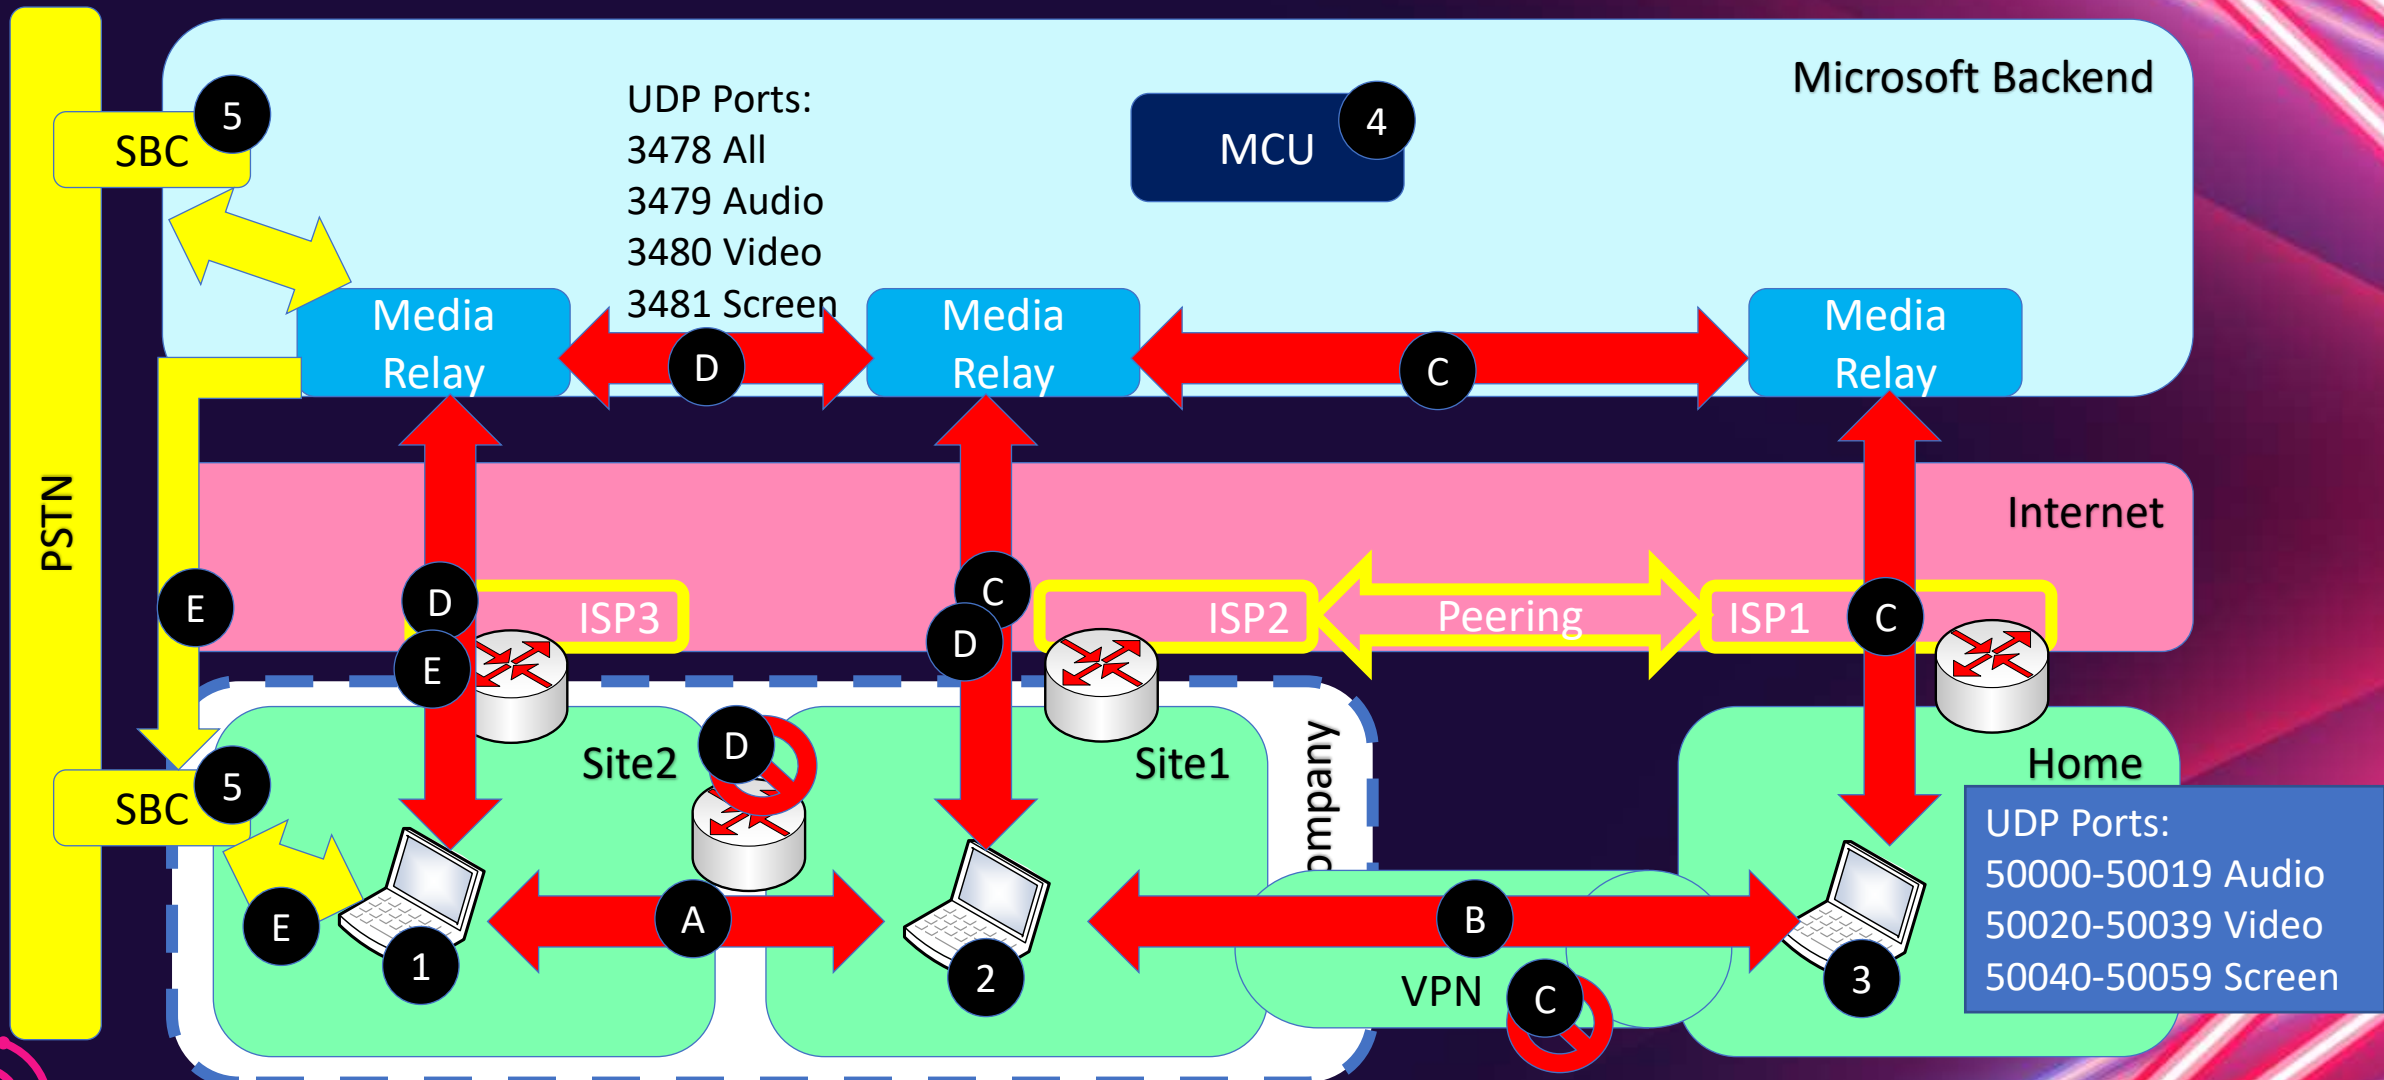 Microsoft Backend
SBC
5
UDP Ports:
3478 All
3479 Audio
3480 Video
3481 Screen
MCU
4
Media
Relay
D
Media
Relay
C
Media
Relay
PSTN
Internet
E
D
E
ISP3
C
D
ISP2
Peering
ISP1
C
SBC
5
Site2
D
Site1
ompany
Home
UDP Ports:
50000-50019 Audio
50020-50039 Video
50040-50059 Screen
E
1
A
2
B
VPN
C
3